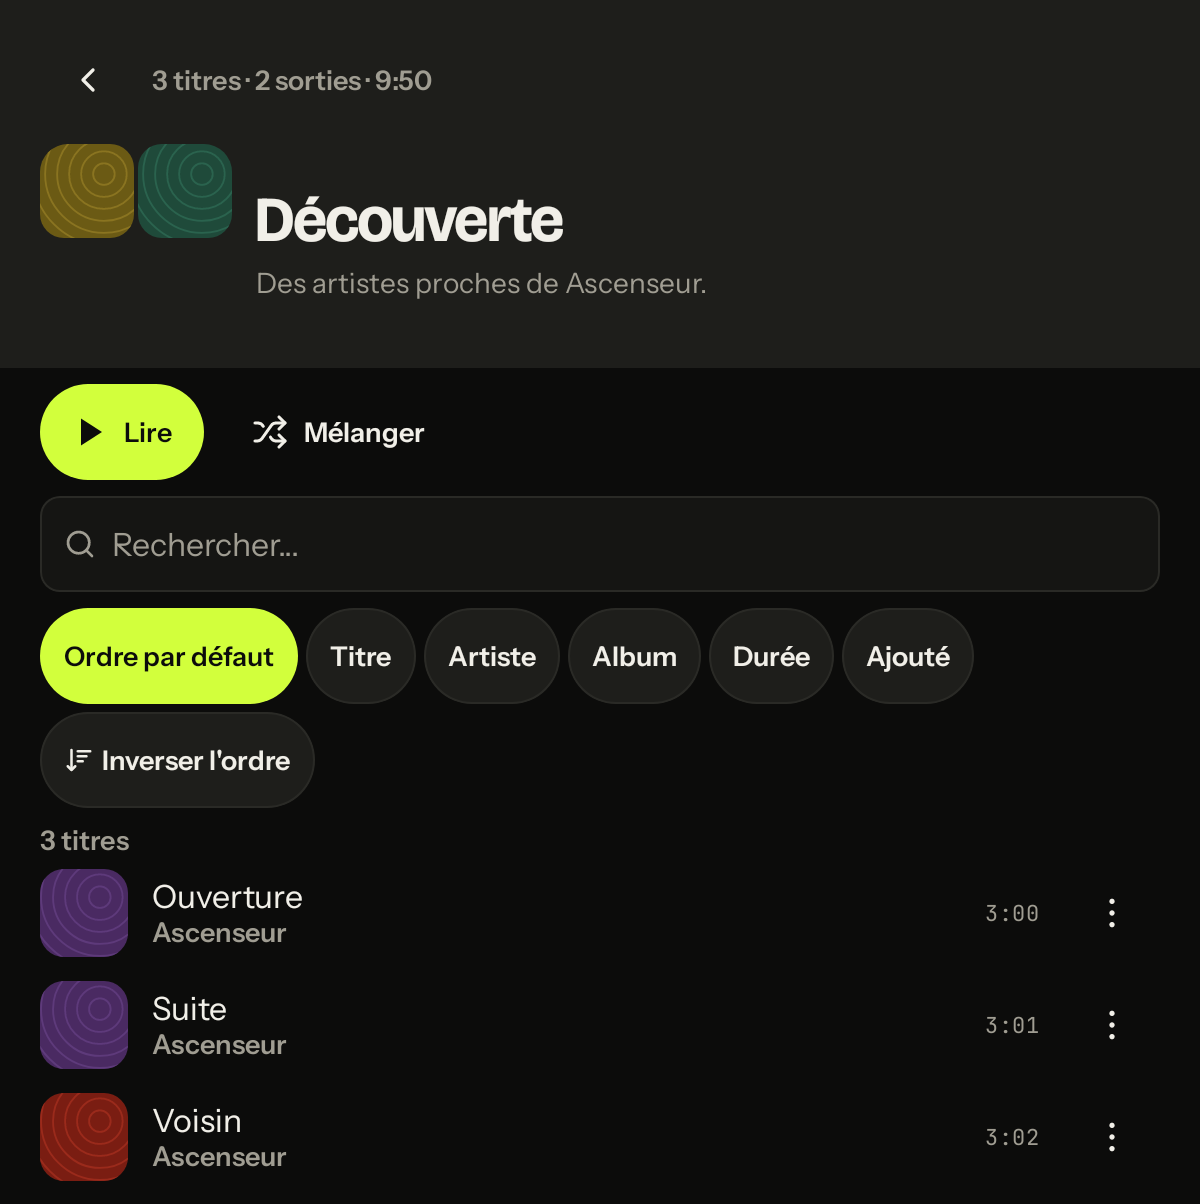 3 titres · 2 sorties · 9:50
Découverte
Des artistes proches de Ascenseur.
Lire
Mélanger
Rechercher...
Ordre par défaut
Titre
Artiste
Album
Durée
Ajouté
Inverser l'ordre
3 titres
Ouverture
Ascenseur
3:00
Suite
Ascenseur
3:01
Voisin
Ascenseur
3:02